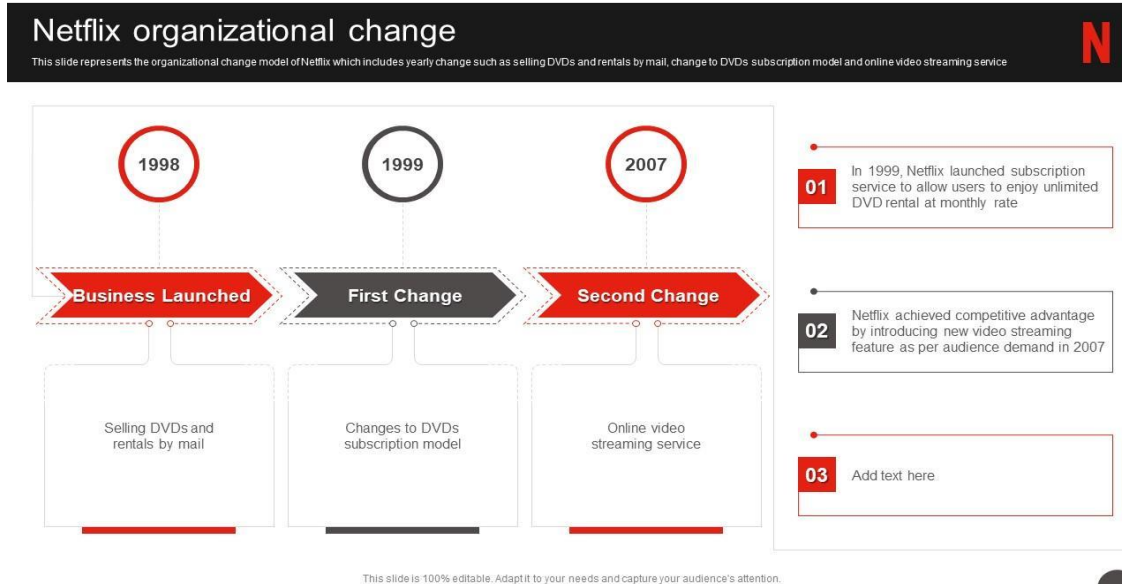 Netflix organizational change
N
This slide represents the organizational change model of Netflix which includes yearly change such as selling DVDs and rentals by mail, change to DVDs subscription model and online video streaming service
1998
1999
2007
Business Launched
First Change
Second Change
Selling DVDs and
rentals by mail
Changes to DVDs
subscription model
Online video
streaming service
01
In 1999, Netflix launched subscription
service to allow users to enjoy unlimited
DVD rental at monthly rate
02
Netflix achieved competitive advantage
by introducing new video streaming
feature as per audience demand in 2007
03
Add text here
This slide is 100% editable. Adapt it to your needs and capture your audience's attention.